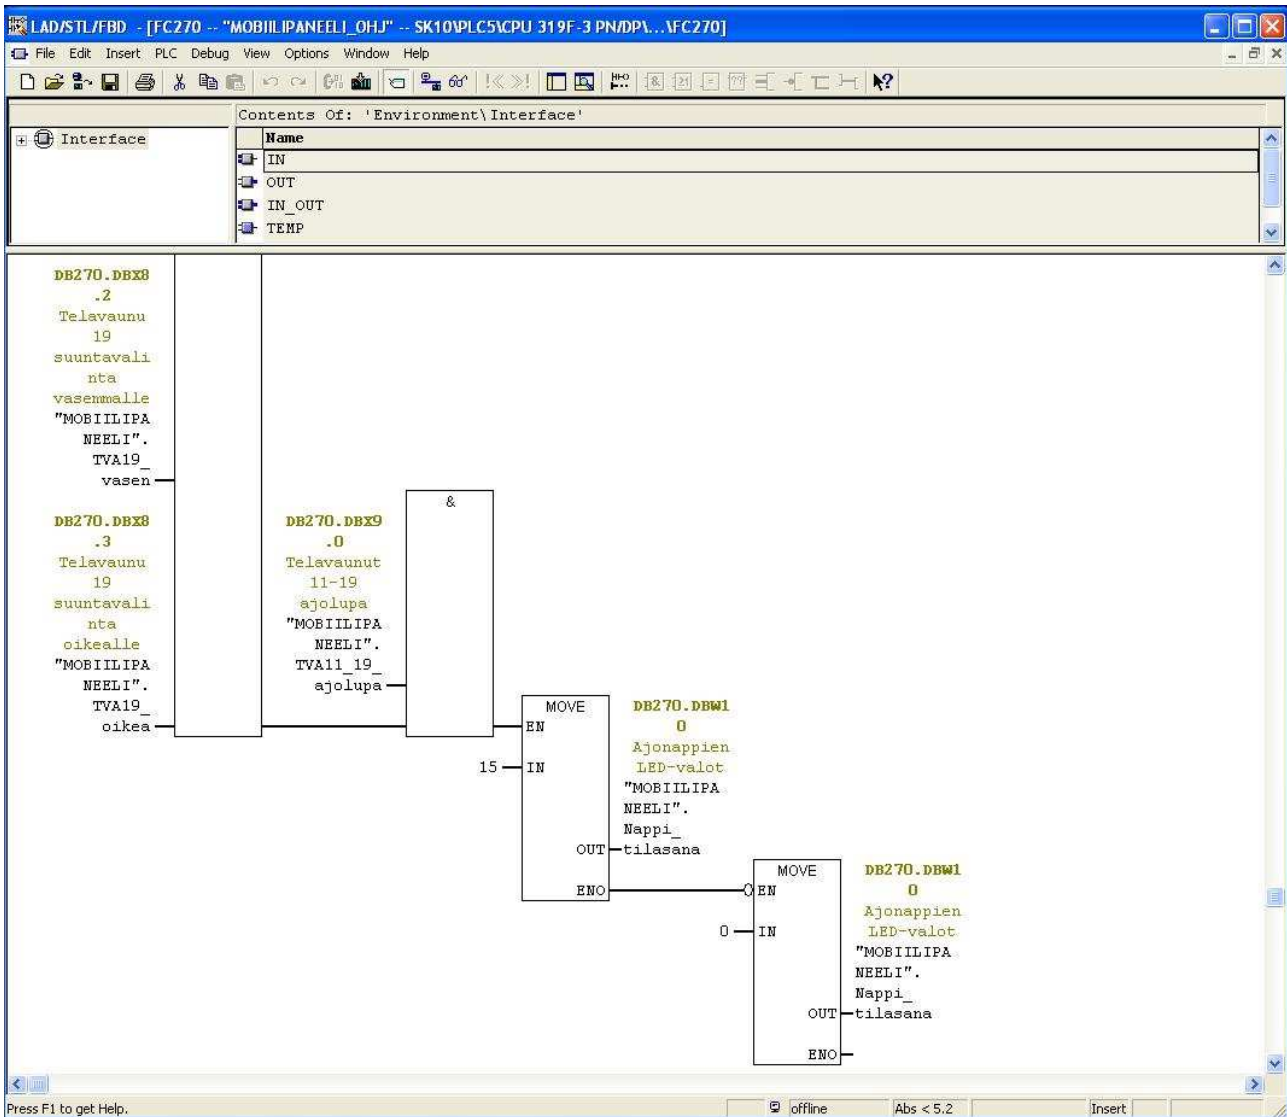 LAD/STL/FBD - [FC270 -- "MOBIILIPANEELI_OHJ" -- SK10\PLC5\CPU 319F-3 PN/DP\...\FC270]
File Edit Insert PLC Debug View Options Window Help
Contents Of: 'Environment\Interface'
Interface
Name
IN
OUT
IN_OUT
TEMP
DB270.DBX8
.2
Telavaunu
19
suuntavali
nta
vasemmalle
"MOBIILIPA
NEELI".
TVA19_
vasen
DB270.DBX8
.3
Telavaunu
19
suuntavali
nta
oikealle
"MOBIILIPA
NEELI".
TVA19_
oikea
DB270.DBX9
.0
Telavaunut
11-19
ajolupa
"MOBIILIPA
NEELI".
TVA11_19_
ajolupa
&
MOVE
EN
15
IN
OUT
ENO
DB270.DBW1
0
Ajonappien
LED-valot
"MOBIILIPA
NEELI".
Nappi_
tilasana
MOVE
EN
0
IN
OUT
ENO
DB270.DBW1
0
Ajonappien
LED-valot
"MOBIILIPA
NEELI".
Nappi_
tilasana
Press F1 to get Help.
offline
Abs < 5.2
Insert